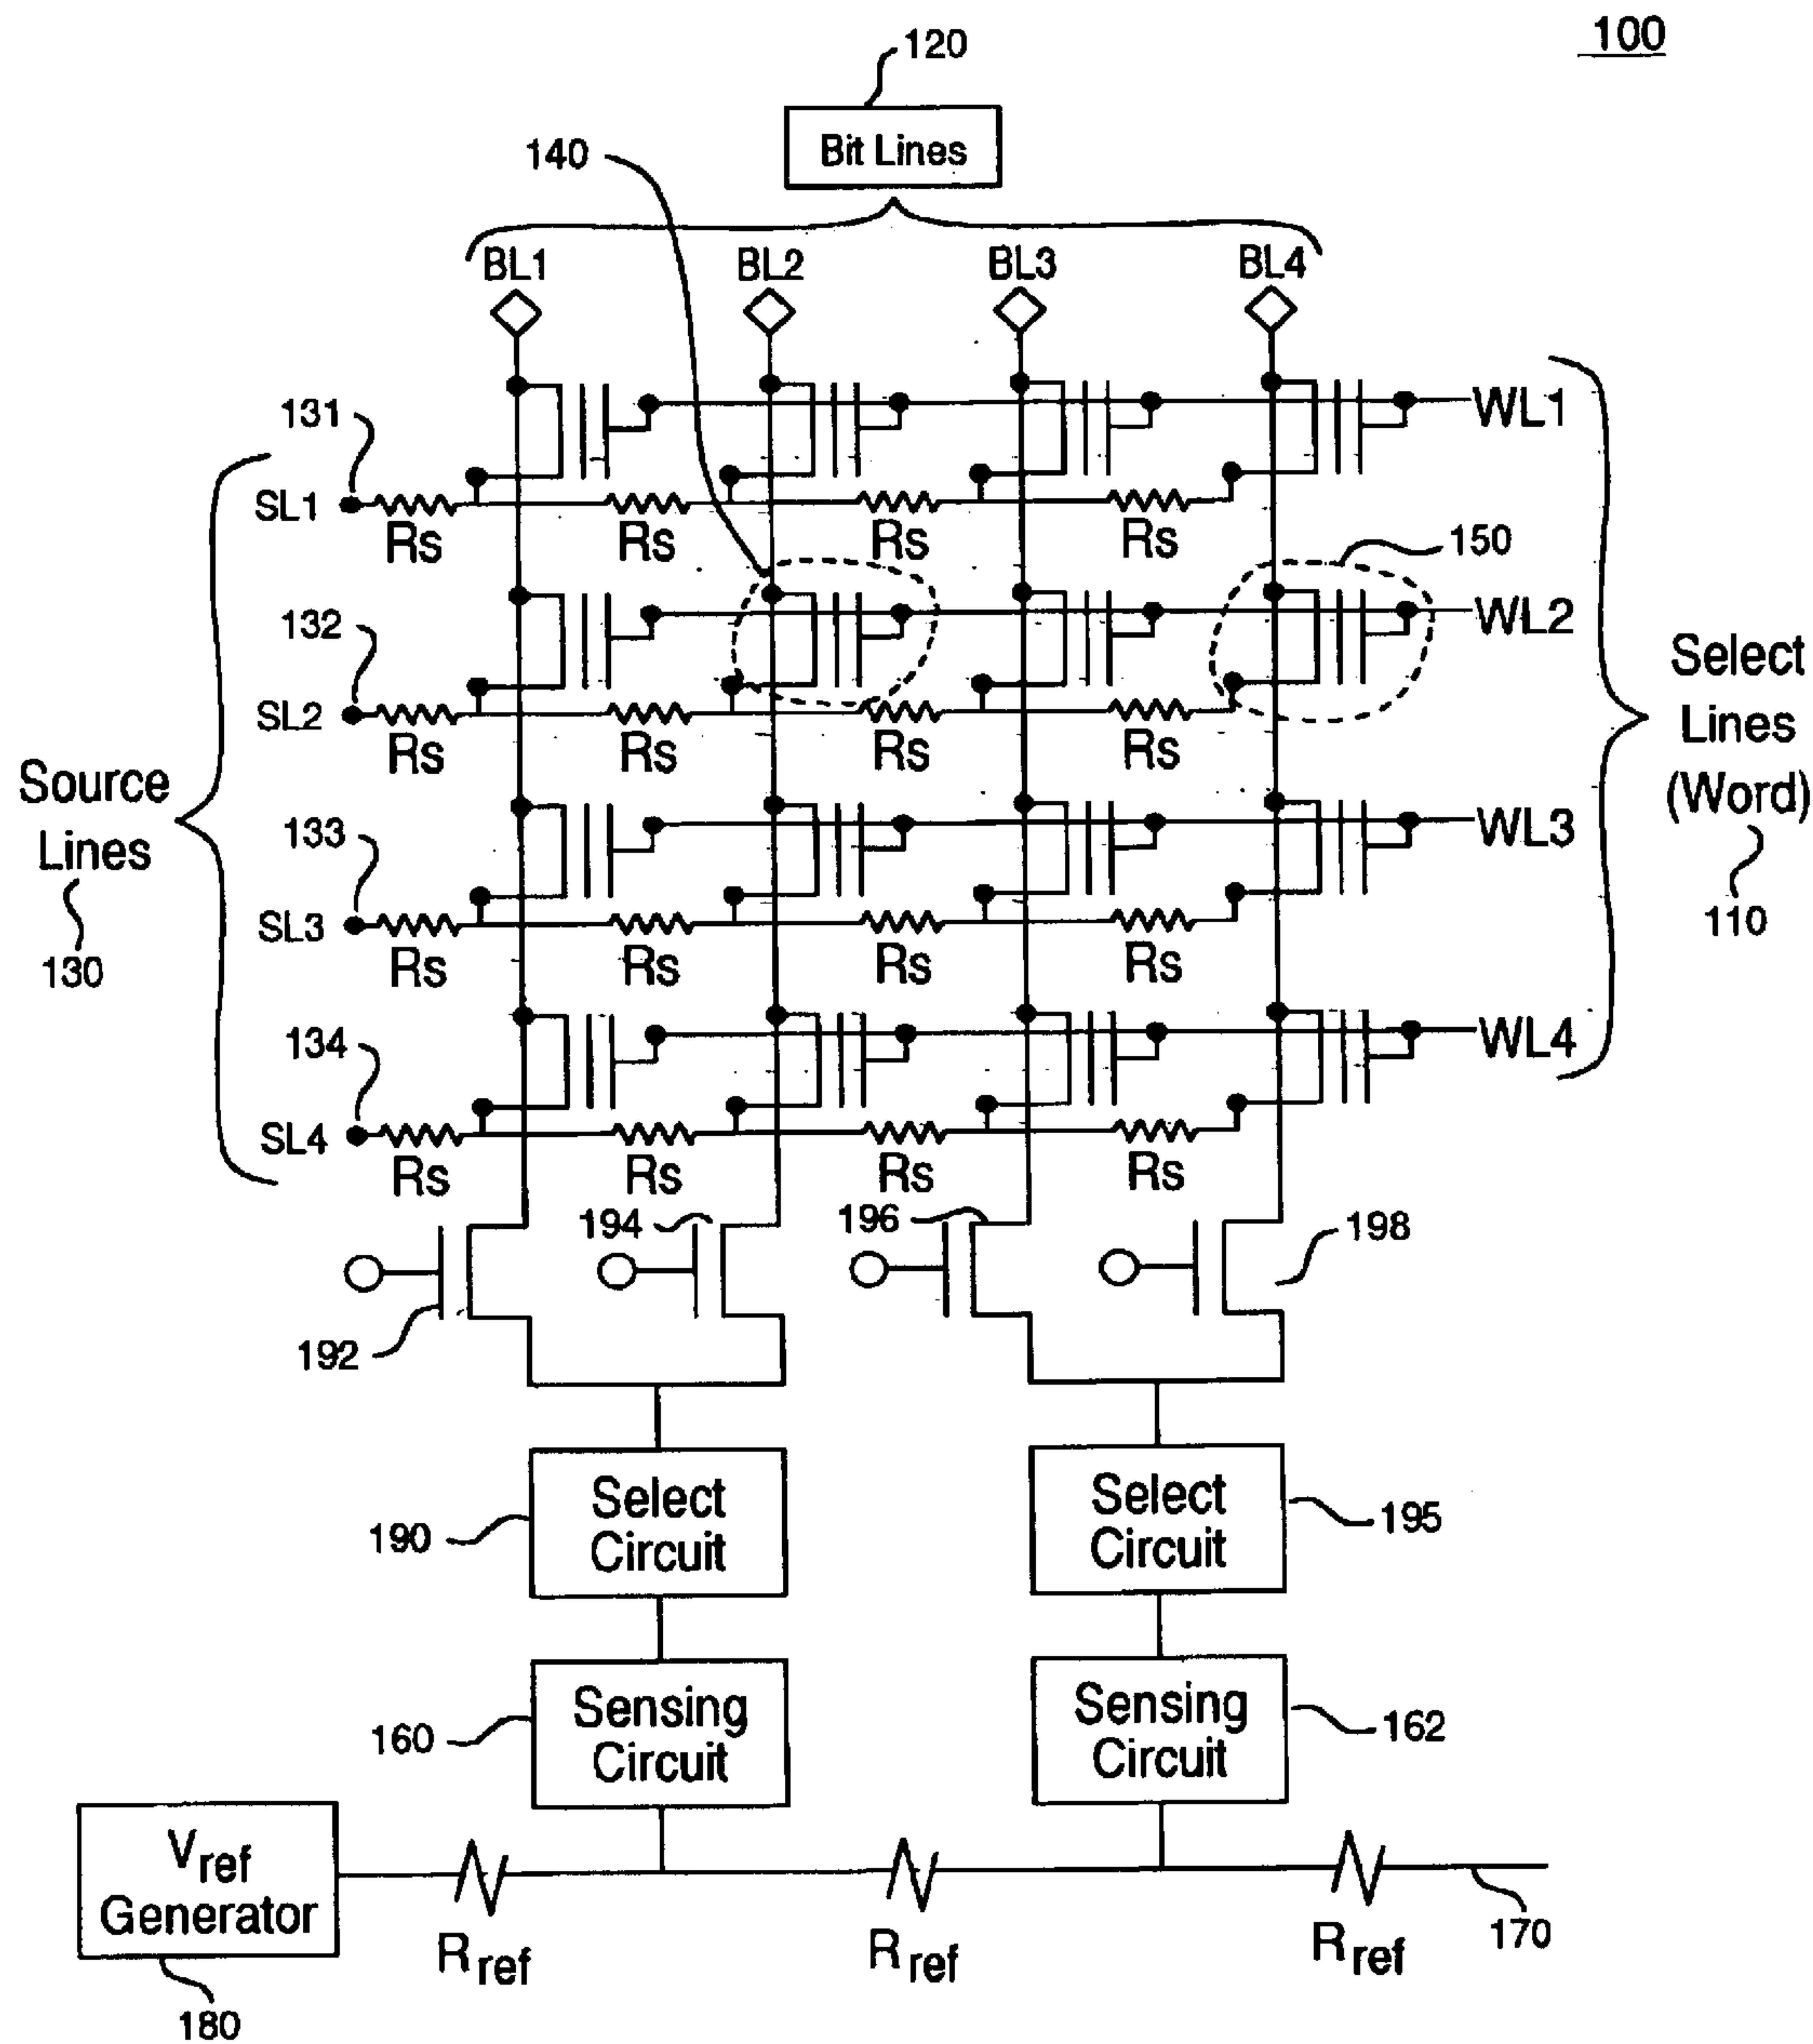 100
120
Bit Lines
140
BL1 BL2 BL3 BL4
131
WL1
SL1
Rs Rs Rs Rs
150
132
WL2
SL2
Rs Rs Rs Rs
Select
Lines
(Word)
110
Source
Lines
130
133
WL3
SL3
Rs Rs Rs Rs
134
WL4
SL4
Rs Rs Rs Rs
192
194
196
198
Select
Circuit
190
Select
Circuit
195
Sensing
Circuit
160
Sensing
Circuit
162
Vref
Generator
180
Rref Rref Rref
170